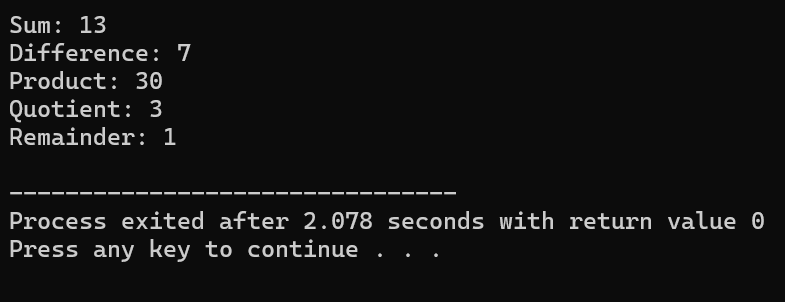 Sum: 13
Difference: 7
Product: 30
Quotient: 3
Remainder: 1
--------------------------------
Process exited after 2.078 seconds with return value 0
Press any key to continue . . .